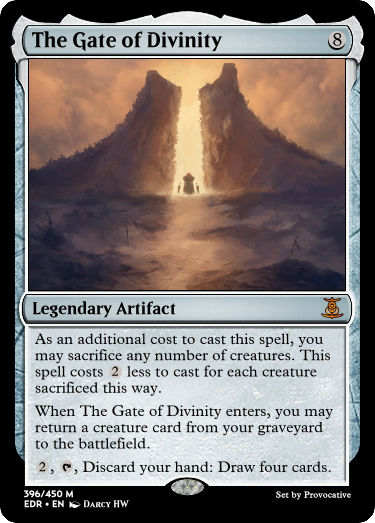 The Gate of Divinity 8
Legendary Artifact
As an additional cost to cast this spell, you
may sacrifice any number of creatures. This
spell costs 2 less to cast for each creature
sacrificed this way.
When The Gate of Divinity enters, you may
return a creature card from your graveyard
to the battlefield.
2, , Discard your hand: Draw four cards.
396/450 M
EDR • EN Darcy HW
Set by Provocative